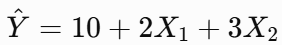 Ŷ = 10 + 2X₁ + 3X₂